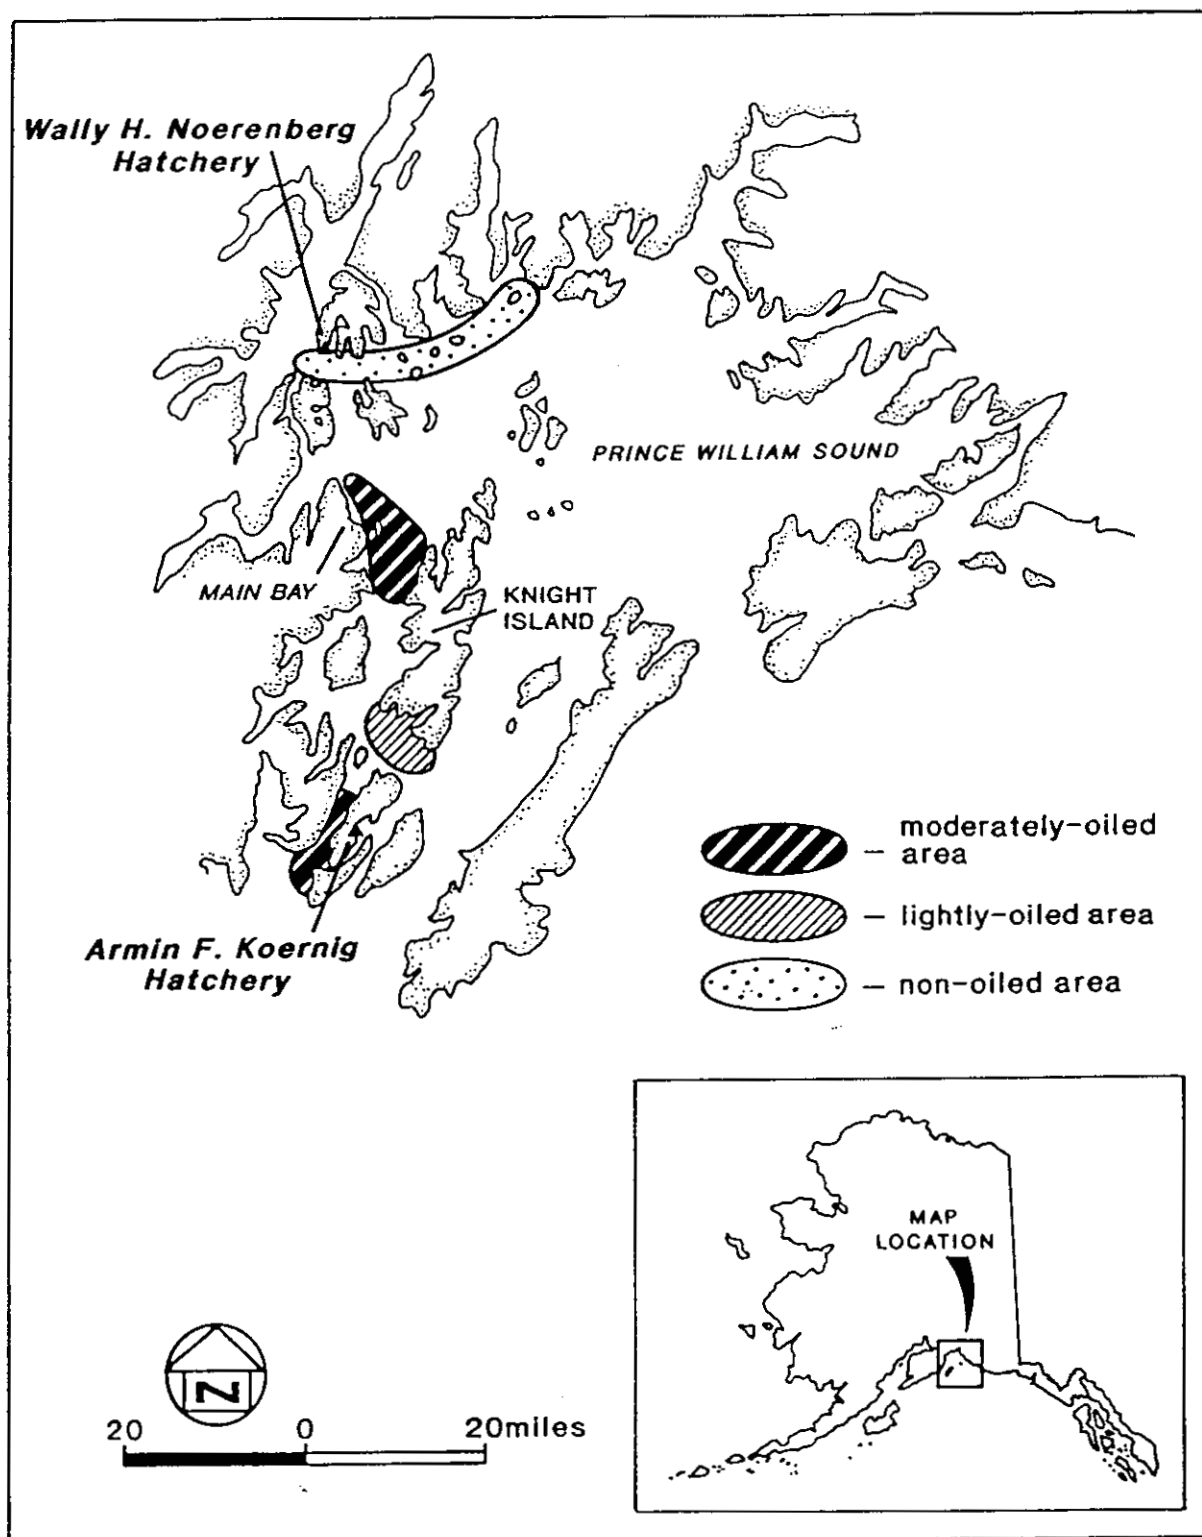 Wally H. Noerenberg
Hatchery
PRINCE WILLIAM SOUND
MAIN BAY
KNIGHT
ISLAND
moderately-oiled
area
lightly-oiled area
non-oiled area
Armin F. Koernig
Hatchery
MAP
LOCATION
N
20 0 20miles